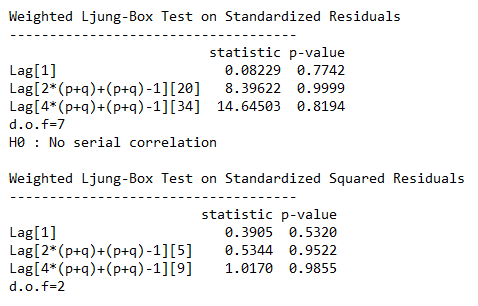 Weighted Ljung-Box Test on Standardized Residuals
------------------------------------
                         statistic p-value
Lag[1]                     0.08229  0.7742
Lag[2*(p+q)+(p+q)-1][20]   8.39622  0.9999
Lag[4*(p+q)+(p+q)-1][34]  14.64503  0.8194
d.o.f=7
H0 : No serial correlation

Weighted Ljung-Box Test on Standardized Squared Residuals
------------------------------------
                        statistic p-value
Lag[1]                     0.3905  0.5320
Lag[2*(p+q)+(p+q)-1][5]    0.5344  0.9522
Lag[4*(p+q)+(p+q)-1][9]    1.0170  0.9855
d.o.f=2